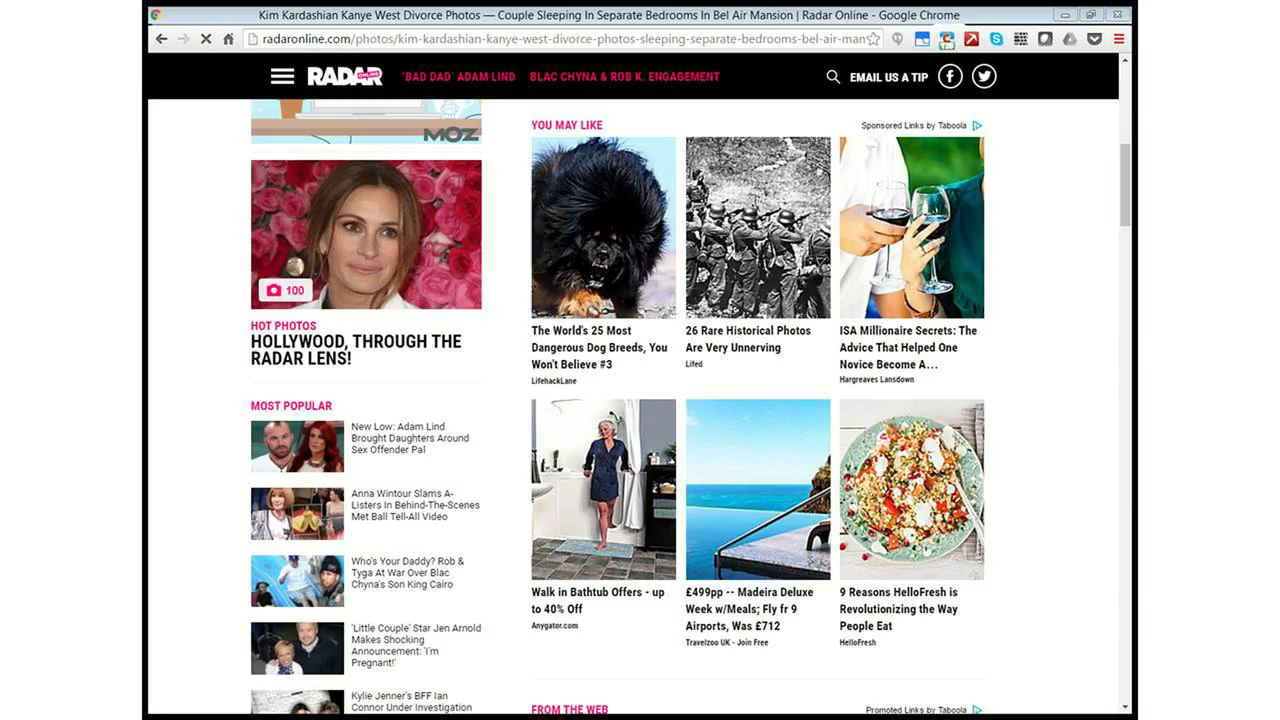 Kim Kardashian Kanye West Divorce Photos — Couple Sleeping In Separate Bedrooms In Bel Air Mansion | Radar Online - Google Chrome
radaronline.com/photos/kim-kardashian-kanye-west-divorce-photos-sleeping-separate-bedrooms-bel-air-man
RADAR ONLINE
'BAD DAD' ADAM LIND
BLAC CHYNA & ROB K. ENGAGEMENT
EMAIL US A TIP
MOZ
100
HOT PHOTOS
HOLLYWOOD, THROUGH THE
RADAR LENS!
MOST POPULAR
New Low: Adam Lind
Brought Daughters Around
Sex Offender Pal
Anna Wintour Slams A-
Listers In Behind-The-Scenes
Met Ball Tell-All Video
Who's Your Daddy? Rob &
Tyga At War Over Blac
Chyna's Son King Cairo
'Little Couple' Star Jen Arnold
Makes Shocking
Announcement: 'I'm
Pregnant!'
Kylie Jenner's BFF Ian
Connor Under Investigation
YOU MAY LIKE
Sponsored Links by Taboola
The World's 25 Most
Dangerous Dog Breeds, You
Won't Believe #3
LifehackLane
26 Rare Historical Photos
Are Very Unnerving
Lifed
ISA Millionaire Secrets: The
Advice That Helped One
Novice Become A…
Hargreaves Lansdown
Walk in Bathtub Offers - up
to 40% Off
Anygator.com
£499pp -- Madeira Deluxe
Week w/Meals; Fly fr 9
Airports, Was £712
Travelzoo UK - Join Free
9 Reasons HelloFresh is
Revolutionizing the Way
People Eat
HelloFresh
FROM THE WEB
Promoted Links by Taboola